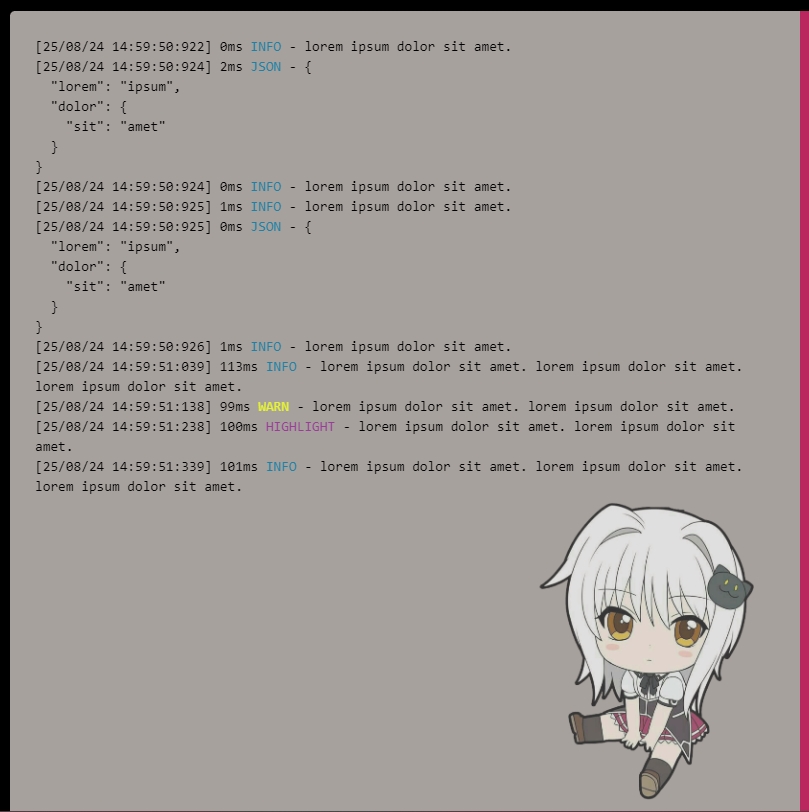 [25/08/24 14:59:50:922] 0ms INFO - lorem ipsum dolor sit amet.
[25/08/24 14:59:50:924] 2ms JSON - {
  "lorem": "ipsum",
  "dolor": {
    "sit": "amet"
  }
}
[25/08/24 14:59:50:924] 0ms INFO - lorem ipsum dolor sit amet.
[25/08/24 14:59:50:925] 1ms INFO - lorem ipsum dolor sit amet.
[25/08/24 14:59:50:925] 0ms JSON - {
  "lorem": "ipsum",
  "dolor": {
    "sit": "amet"
  }
}
[25/08/24 14:59:50:926] 1ms INFO - lorem ipsum dolor sit amet.
[25/08/24 14:59:51:039] 113ms INFO - lorem ipsum dolor sit amet. lorem ipsum dolor sit amet.
lorem ipsum dolor sit amet.
[25/08/24 14:59:51:138] 99ms WARN - lorem ipsum dolor sit amet. lorem ipsum dolor sit amet.
[25/08/24 14:59:51:238] 100ms HIGHLIGHT - lorem ipsum dolor sit amet. lorem ipsum dolor sit
amet.
[25/08/24 14:59:51:339] 101ms INFO - lorem ipsum dolor sit amet. lorem ipsum dolor sit amet.
lorem ipsum dolor sit amet.